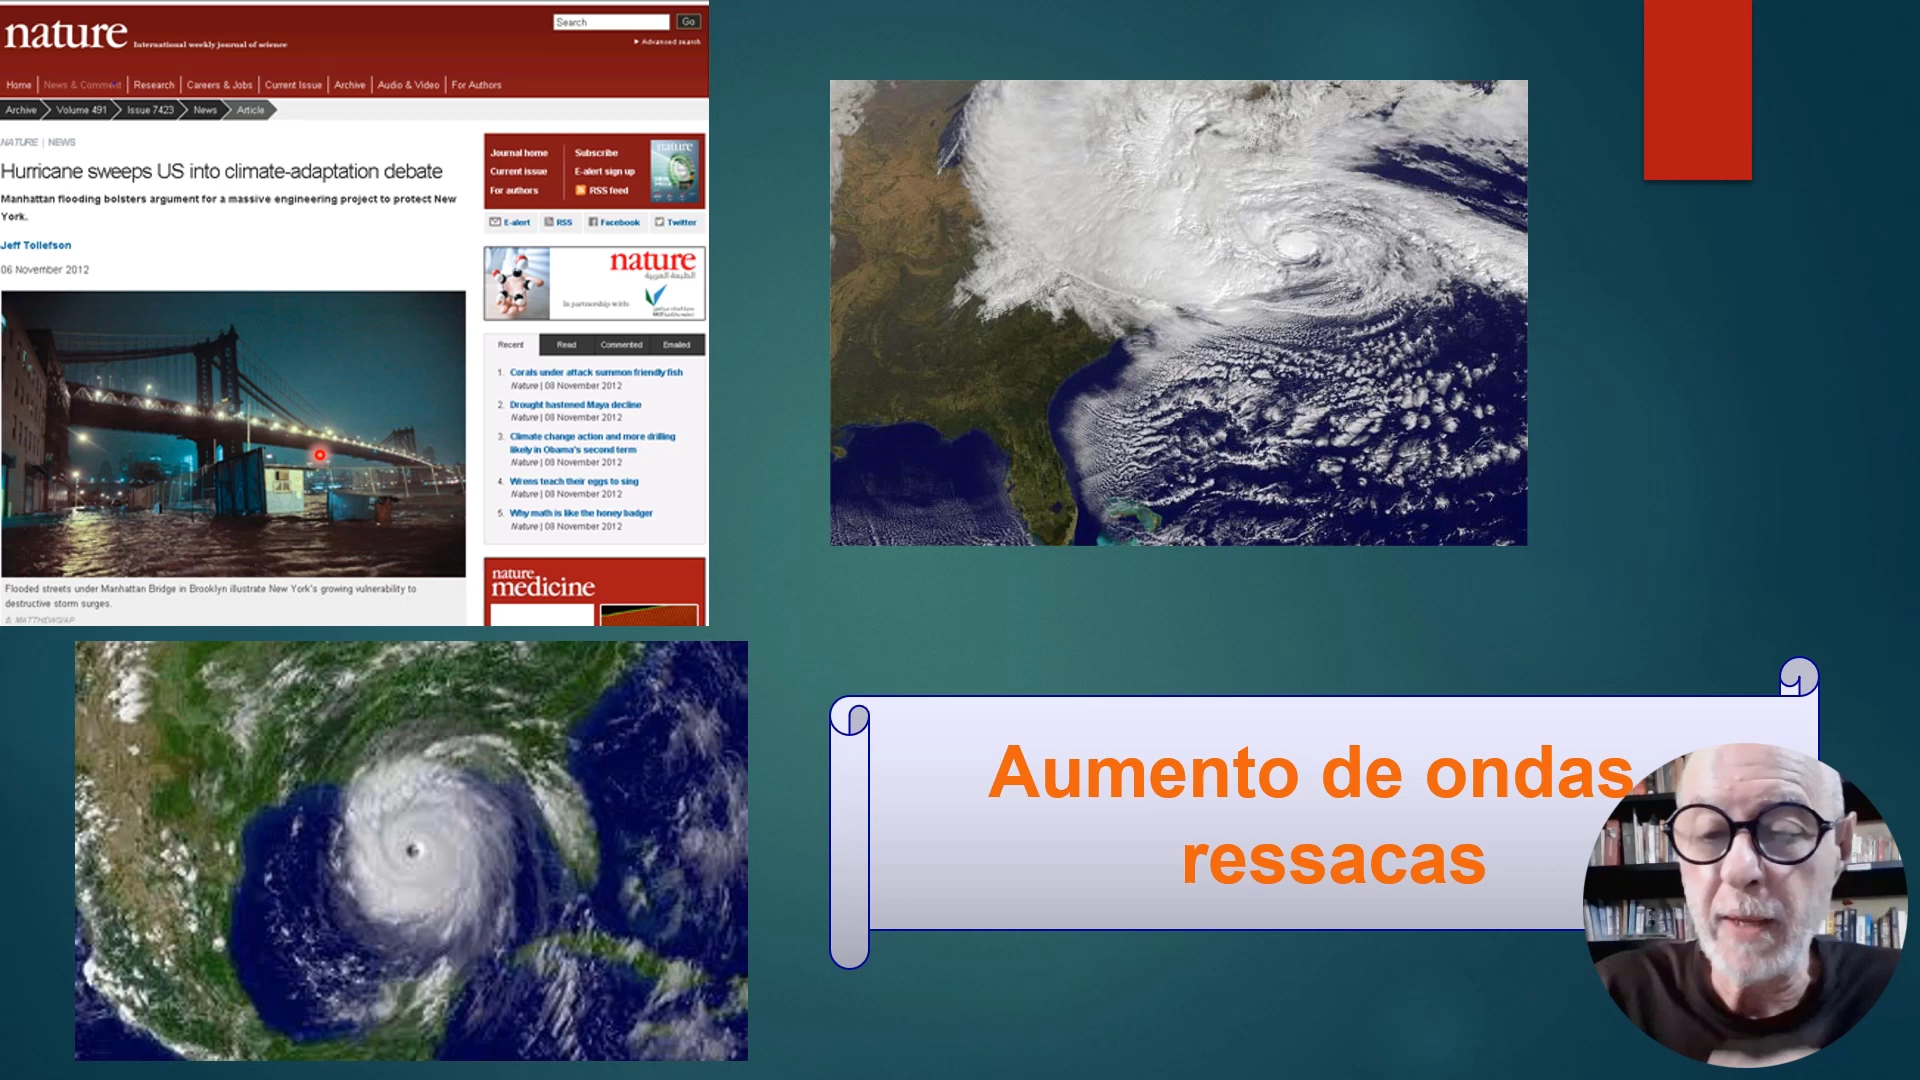 nature International weekly journal of science
Search Go
Advanced search
Home News & Comment Research Careers & Jobs Current Issue Archive Audio & Video For Authors
Archive Volume 491 Issue 7423 News Article
NATURE | NEWS
Hurricane sweeps US into climate-adaptation debate
Manhattan flooding bolsters argument for a massive engineering project to protect New
York.
Jeff Tollefson
06 November 2012
Flooded streets under Manhattan Bridge in Brooklyn illustrate New York's growing vulnerability to
destructive storm surges.
B. MATTHEWS/AP
Journal home Subscribe
Current issue E-alert sign up
For authors RSS feed
nature
E-alert RSS Facebook Twitter
nature
In partnership with:
Recent Read Commented Emailed
1. Corals under attack summon friendly fish
Nature | 08 November 2012
2. Drought hastened Maya decline
Nature | 08 November 2012
3. Climate change action and more drilling
likely in Obama's second term
Nature | 08 November 2012
4. Wrens teach their eggs to sing
Nature | 08 November 2012
5. Why math is like the honey badger
Nature | 08 November 2012
nature
medicine
Aumento de ondas
ressacas